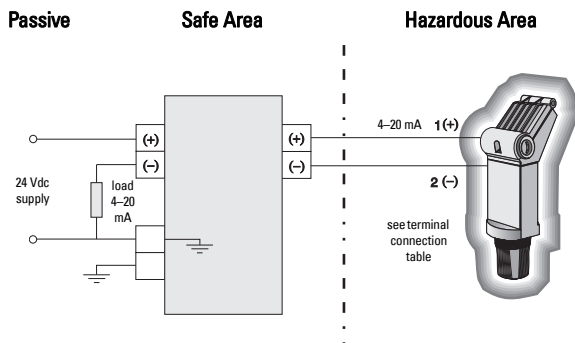 Passive Safe Area Hazardous Area
(+) (+) 4–20 mA 1 (+)
(–) (–)
2 (–)
24 Vdc
supply
load
4–20
mA
see terminal
connection
table